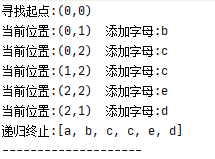 寻找起点:(0,0)
当前位置:(0,1)  添加字母:b
当前位置:(0,2)  添加字母:c
当前位置:(1,2)  添加字母:c
当前位置:(2,2)  添加字母:e
当前位置:(2,1)  添加字母:d
递归终止:[a, b, c, c, e, d]
--------------------